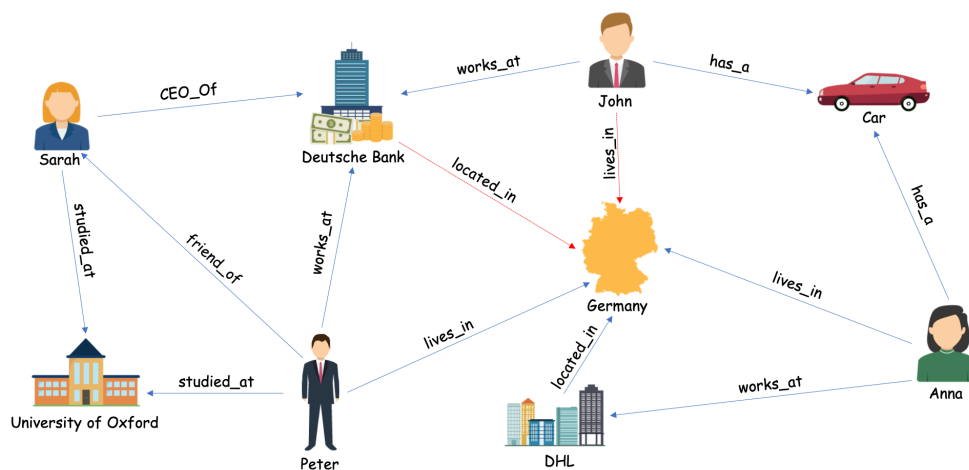 John
works_at
has_a
CEO_Of
Car
Sarah
Deutsche Bank
lives_in
located_in
studied_at
friend_of
works_at
has_a
lives_in
Germany
lives_in
located_in
studied_at
works_at
Anna
University of Oxford
Peter
DHL